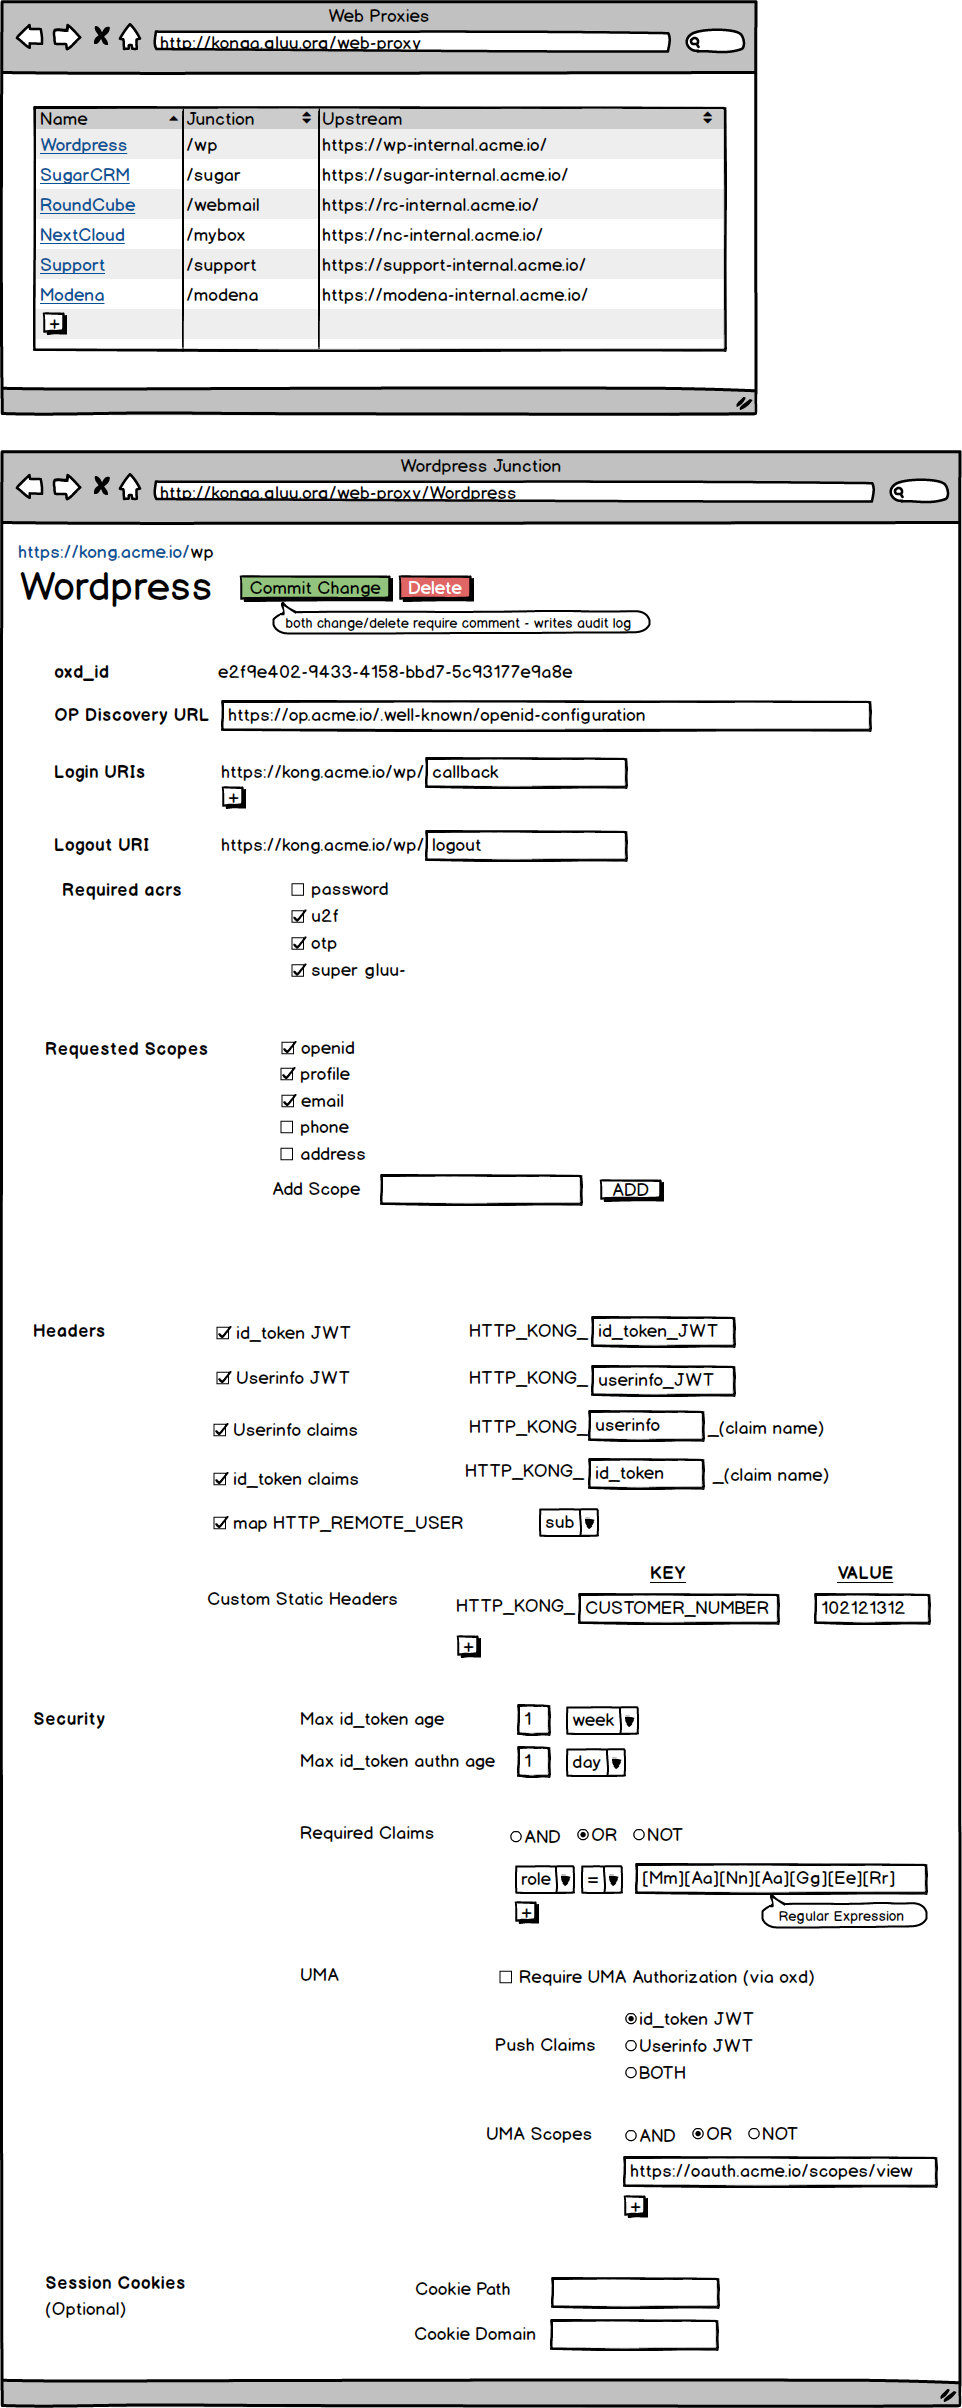 Web Proxies
http://konga.gluu.org/web-proxy
Name Junction Upstream
Wordpress /wp https://wp-internal.acme.io/
SugarCRM /sugar https://sugar-internal.acme.io/
RoundCube /webmail https://rc-internal.acme.io/
NextCloud /mybox https://nc-internal.acme.io/
Support /support https://support-internal.acme.io/
Modena /modena https://modena-internal.acme.io/
+
Wordpress Junction
http://konga.gluu.org/web-proxy/Wordpress
https://kong.acme.io/wp
Wordpress Commit Change Delete
both change/delete require comment - writes audit log
oxd_id e2f9e402-9433-4158-bbd7-5c93177e9a8e
OP Discovery URL https://op.acme.io/.well-known/openid-configuration
Login URIs https://kong.acme.io/wp/ callback
+
Logout URI https://kong.acme.io/wp/ logout
Required acrs password
u2f
otp
super gluu-
Requested Scopes openid
profile
email
phone
address
Add Scope ADD
Headers id_token JWT HTTP_KONG_ id_token_JWT
Userinfo JWT HTTP_KONG_ userinfo_JWT
Userinfo claims HTTP_KONG_ userinfo _(claim name)
id_token claims HTTP_KONG_ id_token _(claim name)
map HTTP_REMOTE_USER sub
KEY VALUE
Custom Static Headers HTTP_KONG_ CUSTOMER_NUMBER 102121312
+
Security Max id_token age 1 week
Max id_token authn age 1 day
Required Claims AND OR NOT
role = [Mm][Aa][Nn][Aa][Gg][Ee][Rr]
+
Regular Expression
UMA Require UMA Authorization (via oxd)
id_token JWT
Push Claims Userinfo JWT
BOTH
UMA Scopes AND OR NOT
https://oauth.acme.io/scopes/view
+
Session Cookies Cookie Path
(Optional)
Cookie Domain